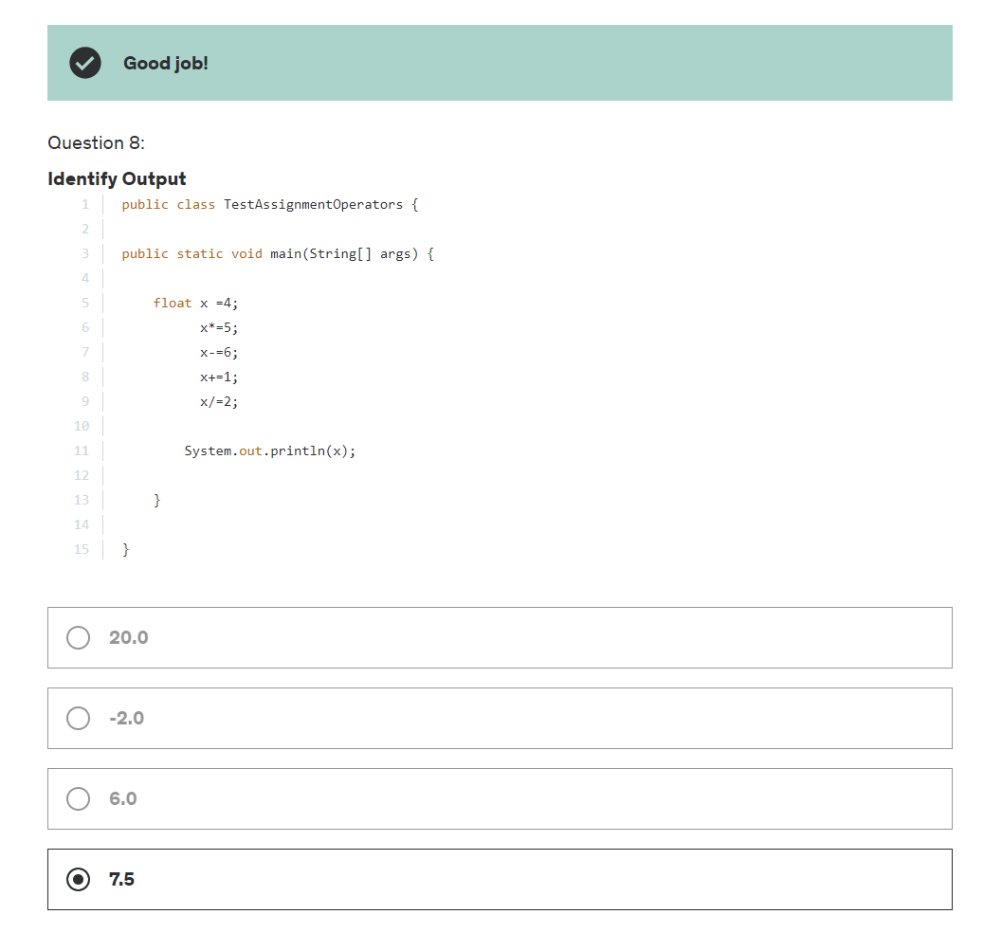 Good job!
Question 8:
Identify Output
1 public class TestAssignmentOperators {
2
3 public static void main(String[] args) {
4
5 float x =4;
6 x*=5;
7 x-=6;
8 x+=1;
9 x/=2;
10
11 System.out.println(x);
12
13 }
14
15 }
20.0
-2.0
6.0
7.5